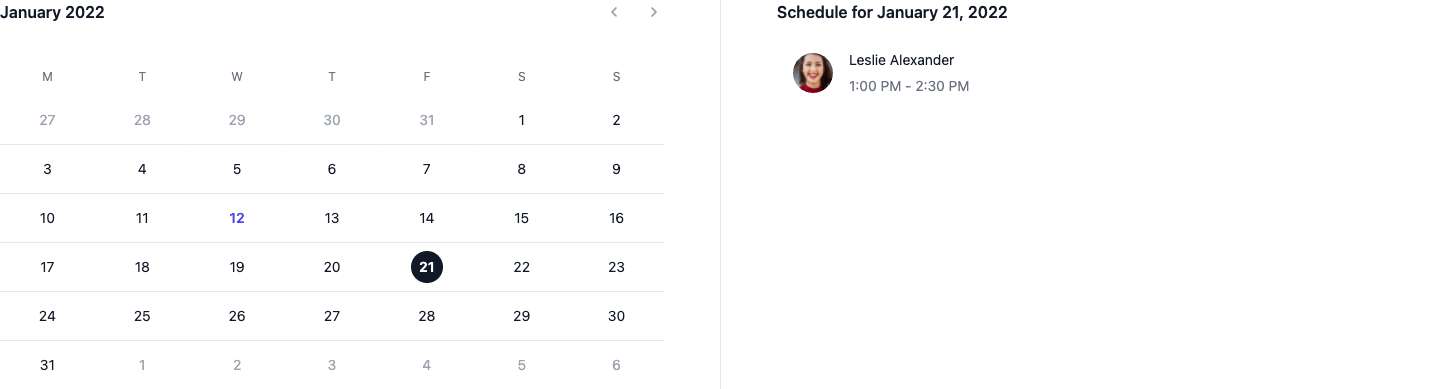 January 2022
M T W T F S S
27 28 29 30 31 1 2
3 4 5 6 7 8 9
10 11 12 13 14 15 16
17 18 19 20 21 22 23
24 25 26 27 28 29 30
31 1 2 3 4 5 6
Schedule for January 21, 2022
Leslie Alexander
1:00 PM - 2:30 PM